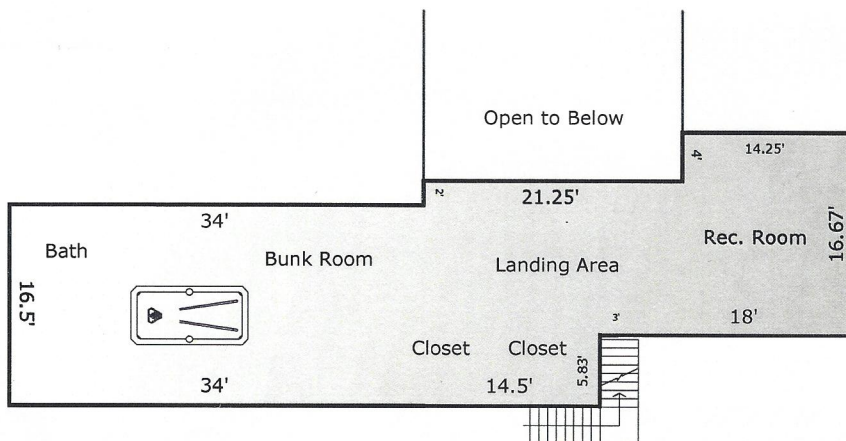 Open to Below
4'
14.25'
2'
21.25'
34'
Bath
Bunk Room
Landing Area
Rec. Room
16.67'
16.5'
3'
18'
Closet
Closet
5.83'
34'
14.5'